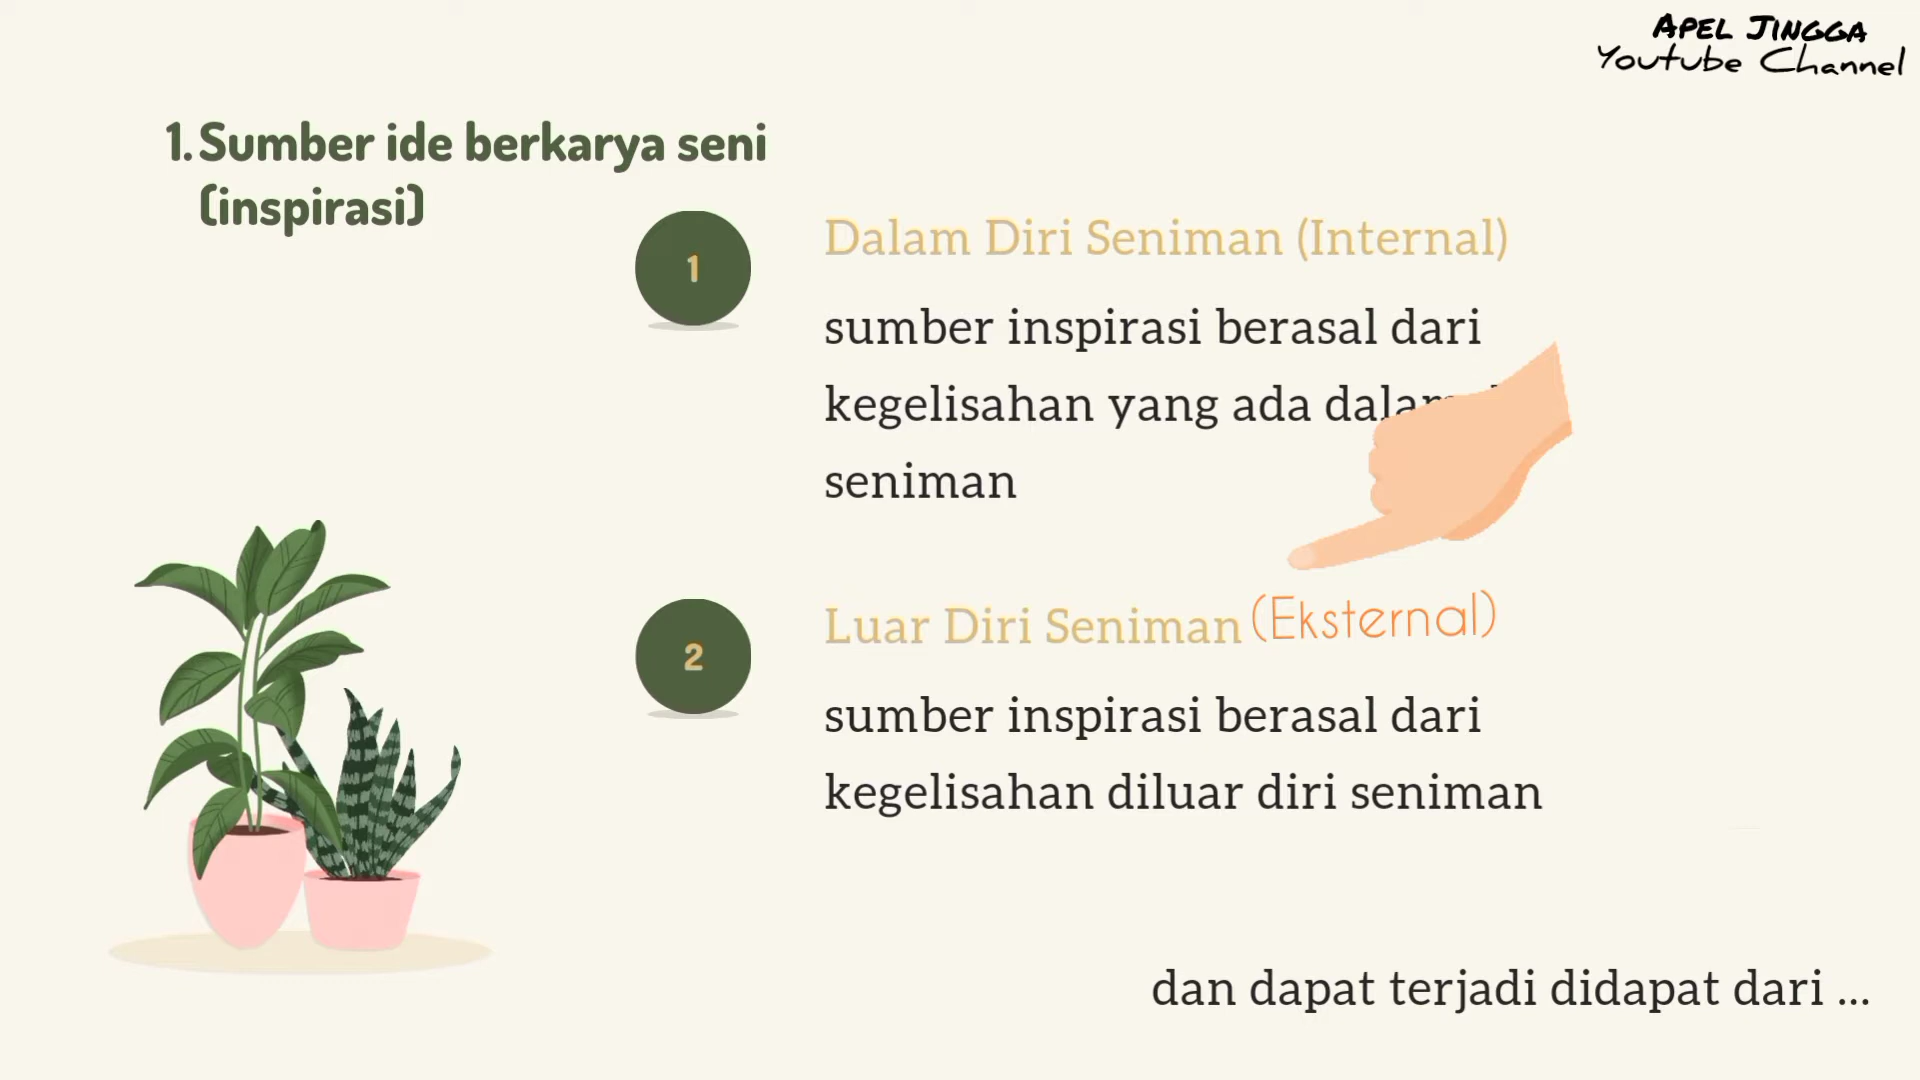 APEL JINGGA
Youtube Channel
1. Sumber ide berkarya seni
(inspirasi)
1
Dalam Diri Seniman (Internal)
sumber inspirasi berasal dari
kegelisahan yang ada
seniman
2
Luar Diri Seniman (Eksternal)
sumber inspirasi berasal dari
kegelisahan diluar diri seniman
dan dapat terjadi didapat dari ...